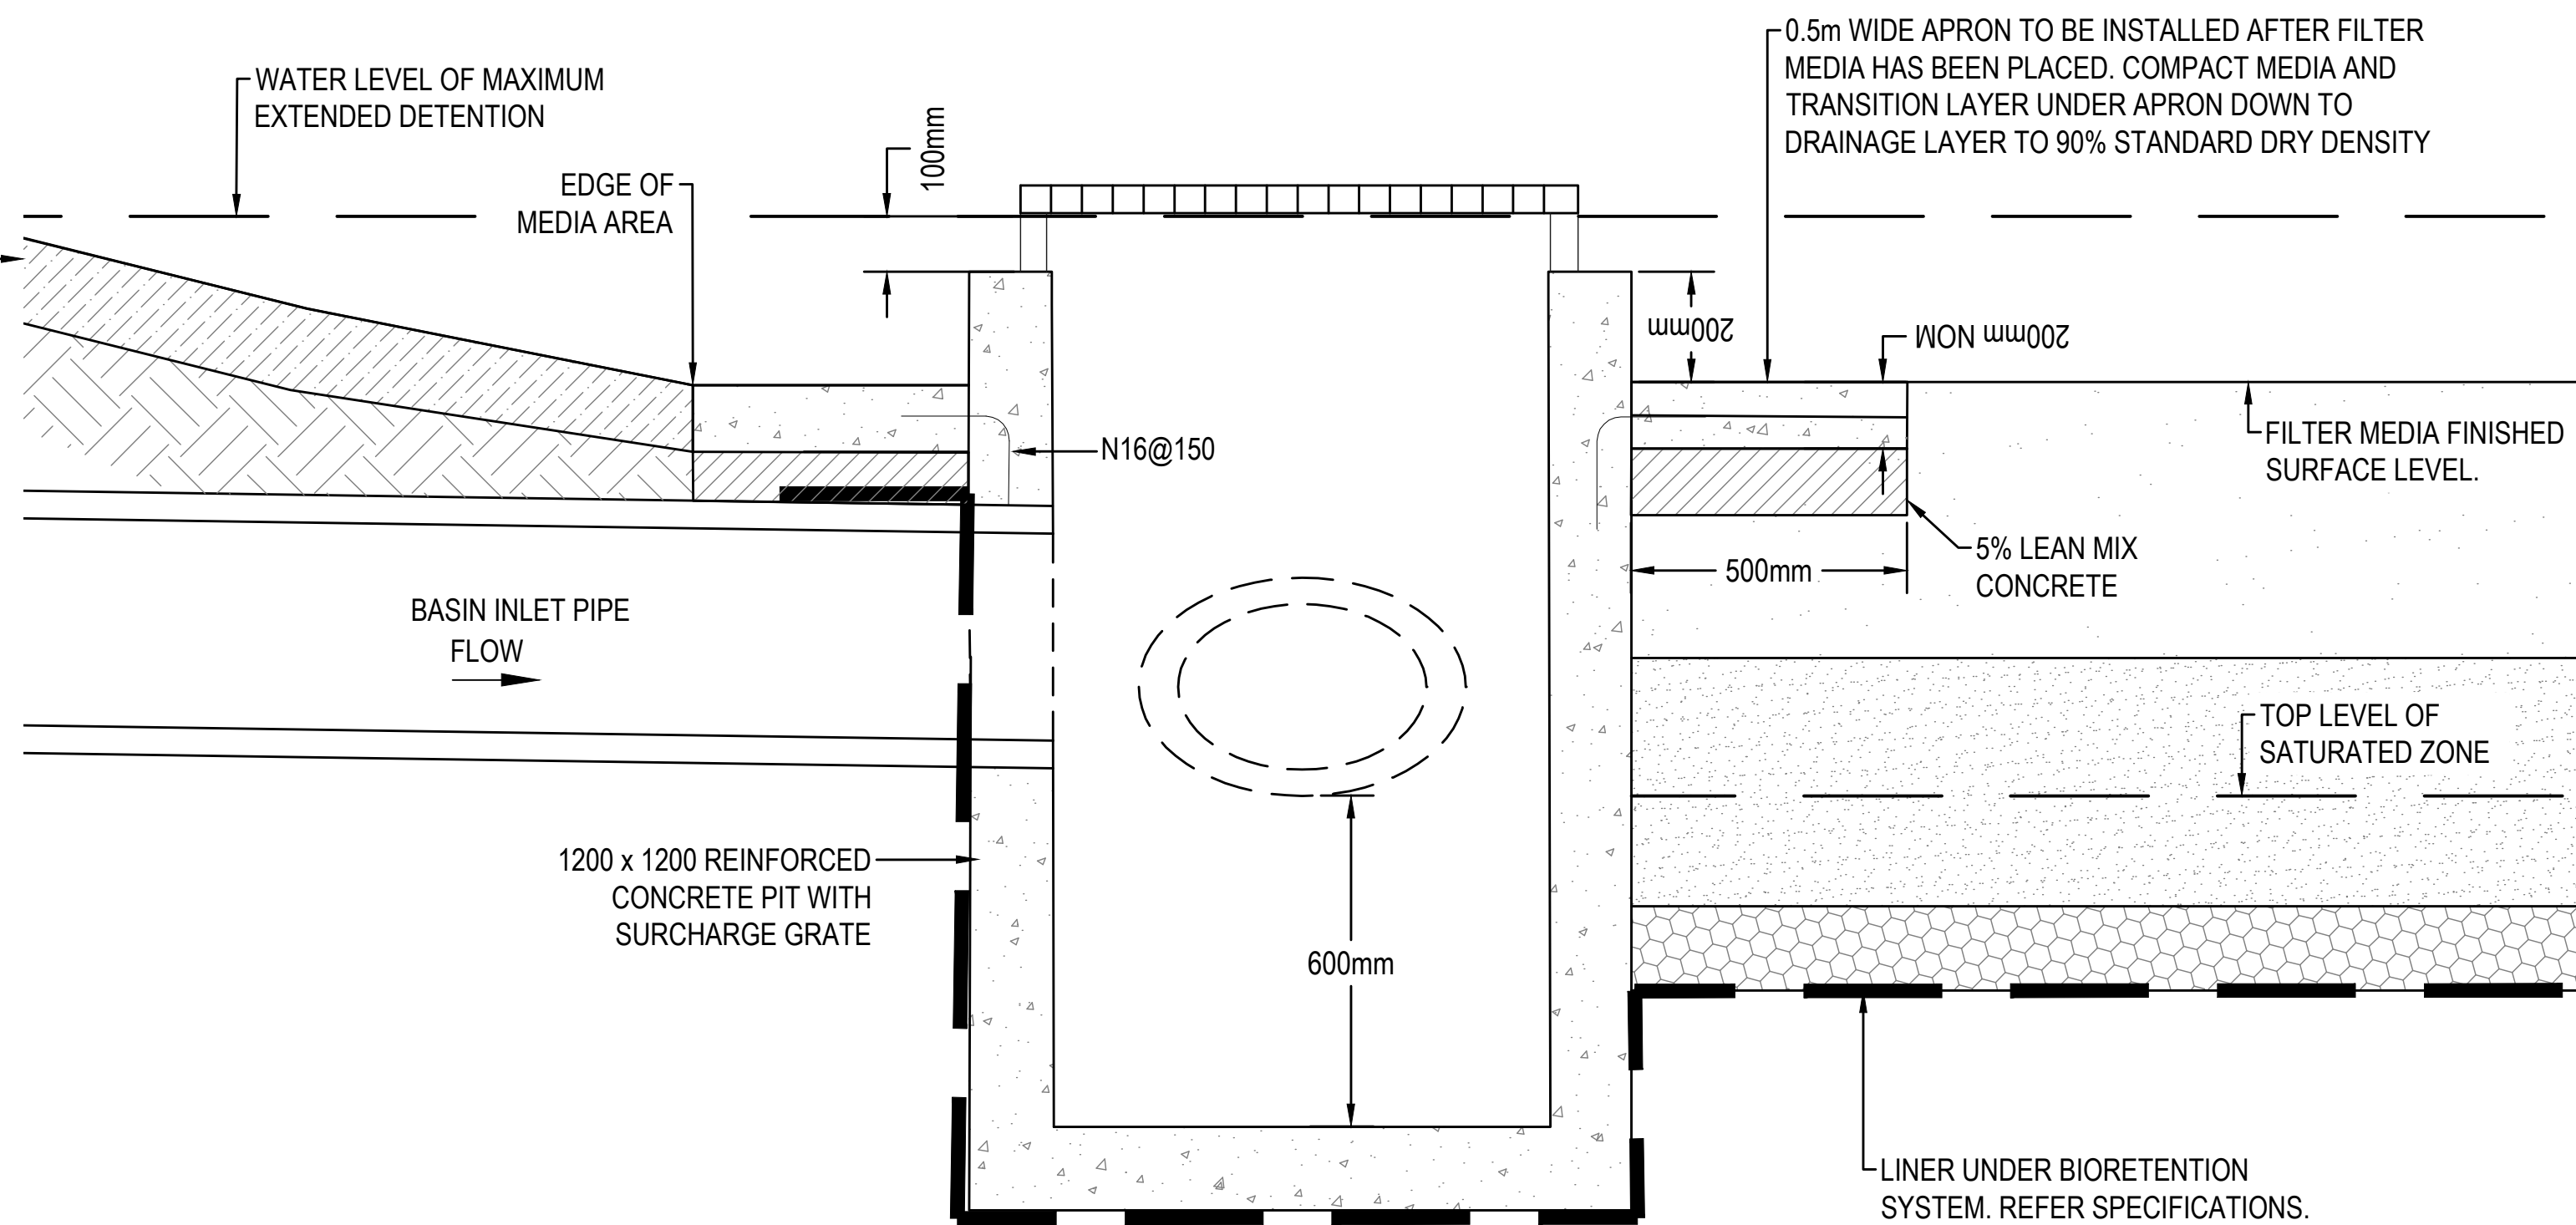 0.5m WIDE APRON TO BE INSTALLED AFTER FILTER
MEDIA HAS BEEN PLACED. COMPACT MEDIA AND
TRANSITION LAYER UNDER APRON DOWN TO
DRAINAGE LAYER TO 90% STANDARD DRY DENSITY
WATER LEVEL OF MAXIMUM
EXTENDED DETENTION
100mm
EDGE OF
MEDIA AREA
200mm
200mm NOM
N16@150
FILTER MEDIA FINISHED
SURFACE LEVEL.
5% LEAN MIX
CONCRETE
500mm
BASIN INLET PIPE
FLOW
TOP LEVEL OF
SATURATED ZONE
1200 x 1200 REINFORCED
CONCRETE PIT WITH
SURCHARGE GRATE
600mm
LINER UNDER BIORETENTION
SYSTEM. REFER SPECIFICATIONS.